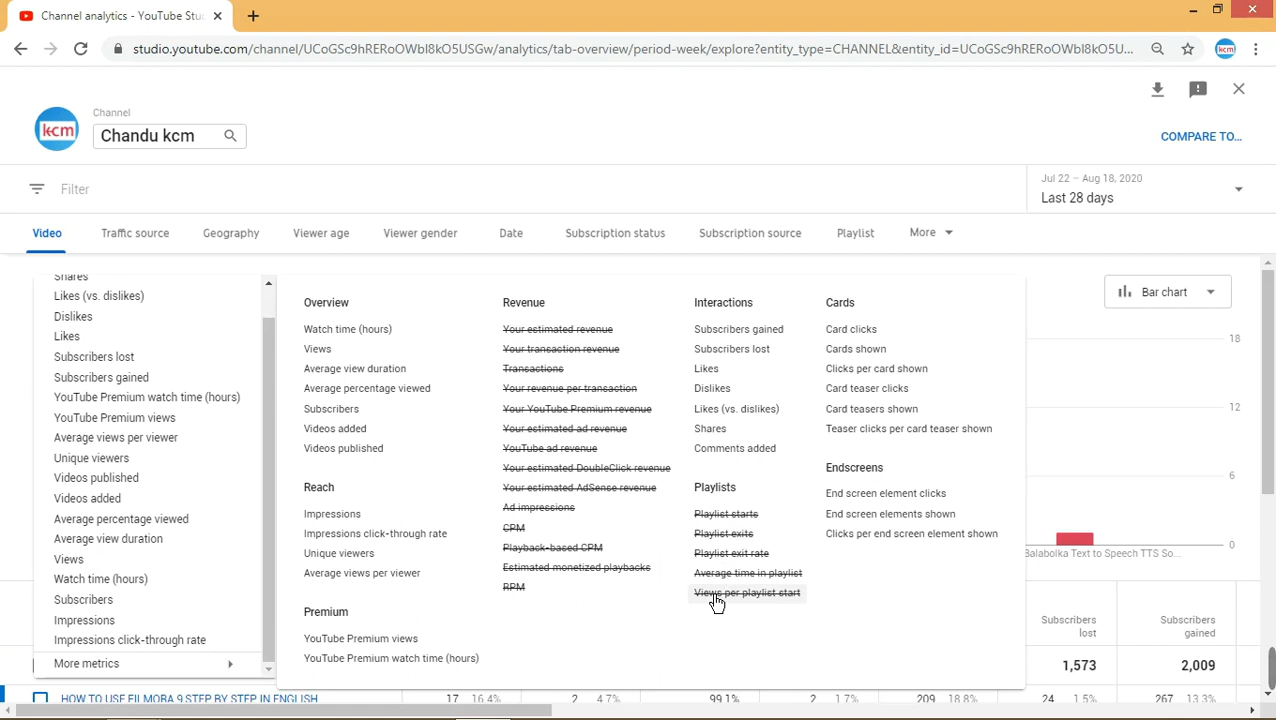 Channel analytics - YouTube Stu
studio.youtube.com/channel/UCoGSc9hRERoOWbI8kO5USGw/analytics/tab-overview/period-week/explore?entity_type=CHANNEL&entity_id=UCoGSc9hRERoOWbI8kO5U...
kcm
kcm
Channel
Chandu kcm
COMPARE TO...
Filter
Jul 22 – Aug 18, 2020
Last 28 days
Video Traffic source Geography Viewer age Viewer gender Date Subscription status Subscription source Playlist More
Shares
Likes (vs. dislikes)
Dislikes
Likes
Subscribers lost
Subscribers gained
YouTube Premium watch time (hours)
YouTube Premium views
Average views per viewer
Unique viewers
Videos published
Videos added
Average percentage viewed
Average view duration
Views
Watch time (hours)
Subscribers
Impressions
Impressions click-through rate
More metrics
Overview
Watch time (hours)
Views
Average view duration
Average percentage viewed
Subscribers
Videos added
Videos published
Reach
Impressions
Impressions click-through rate
Unique viewers
Average views per viewer
Premium
YouTube Premium views
YouTube Premium watch time (hours)
Revenue
Your estimated revenue
Your transaction revenue
Transactions
Your revenue per transaction
Your YouTube Premium revenue
Your estimated ad revenue
YouTube ad revenue
Your estimated DoubleClick revenue
Your estimated AdSense revenue
Ad impressions
CPM
Playback-based CPM
Estimated monetized playbacks
RPM
Interactions
Subscribers gained
Subscribers lost
Likes
Dislikes
Likes (vs. dislikes)
Shares
Comments added
Playlists
Playlist starts
Playlist exits
Playlist exit rate
Average time in playlist
Views per playlist start
Cards
Card clicks
Cards shown
Clicks per card shown
Card teaser clicks
Card teasers shown
Teaser clicks per card teaser shown
Endscreens
End screen element clicks
End screen elements shown
Clicks per end screen element shown
Bar chart
18
12
6
0
Balabolka Text to Speech TTS So...
Subscribers lost
Subscribers gained
1,573 2,009
HOW TO USE FILMORA 9 STEP BY STEP IN ENGLISH 17 16.4% 2 4.7% 99.1% 2 1.7% 209 18.8% 24 1.5% 267 13.3%